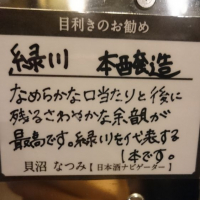 目利きのお勧め
緑川 本醸造
なめらかな口当たりと後に
残るさわやかな余韻が
最高です。緑川を代表する
1本です。
貝沼 なつみ【日本酒ナビゲーター】